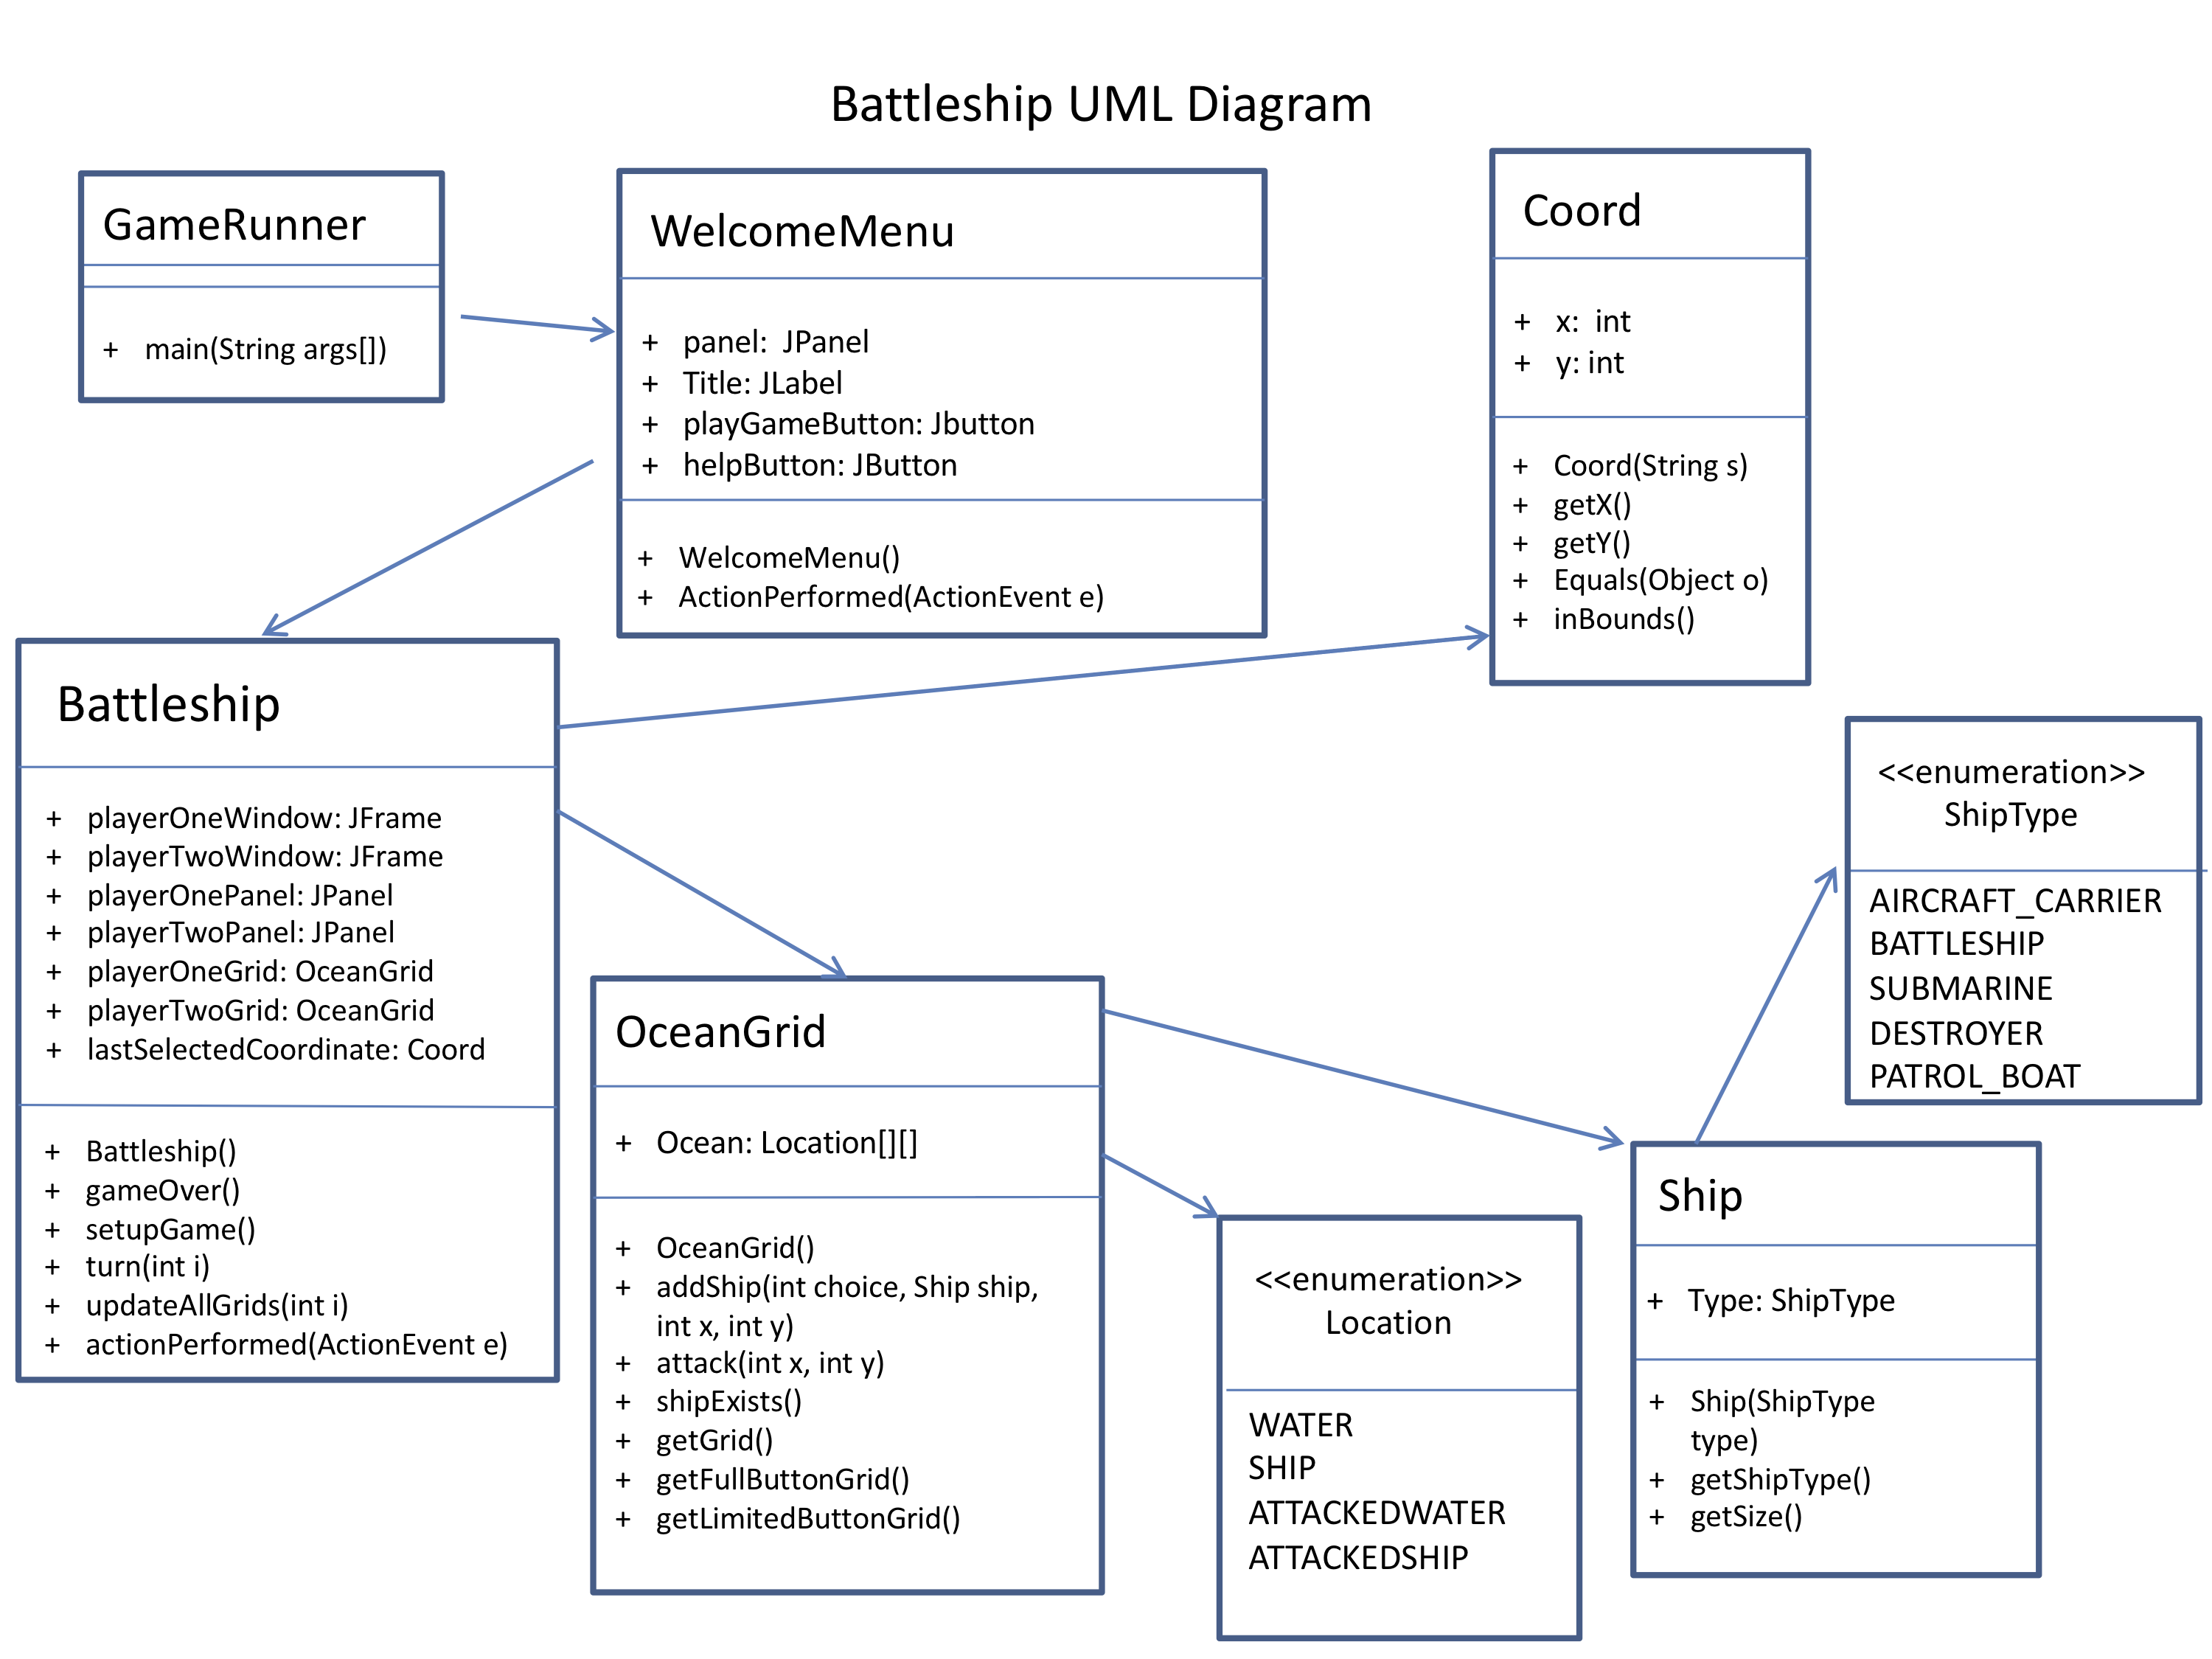 Battleship UML Diagram
GameRunner
+ main(String args[])
WelcomeMenu
+ panel:  JPanel
+ Title: JLabel
+ playGameButton: Jbutton
+ helpButton: JButton
+ WelcomeMenu()
+ ActionPerformed(ActionEvent e)
Coord
+ x:  int
+ y: int
+ Coord(String s)
+ getX()
+ getY()
+ Equals(Object o)
+ inBounds()
Battleship
+ playerOneWindow: JFrame
+ playerTwoWindow: JFrame
+ playerOnePanel: JPanel
+ playerTwoPanel: JPanel
+ playerOneGrid: OceanGrid
+ playerTwoGrid: OceanGrid
+ lastSelectedCoordinate: Coord
+ Battleship()
+ gameOver()
+ setupGame()
+ turn(int i)
+ updateAllGrids(int i)
+ actionPerformed(ActionEvent e)
OceanGrid
+ Ocean: Location[][]
+ OceanGrid()
+ addShip(int choice, Ship ship,
int x, int y)
+ attack(int x, int y)
+ shipExists()
+ getGrid()
+ getFullButtonGrid()
+ getLimitedButtonGrid()
<<enumeration>>
Location
WATER
SHIP
ATTACKEDWATER
ATTACKEDSHIP
Ship
+ Type: ShipType
+ Ship(ShipType
type)
+ getShipType()
+ getSize()
<<enumeration>>
ShipType
AIRCRAFT_CARRIER
BATTLESHIP
SUBMARINE
DESTROYER
PATROL_BOAT